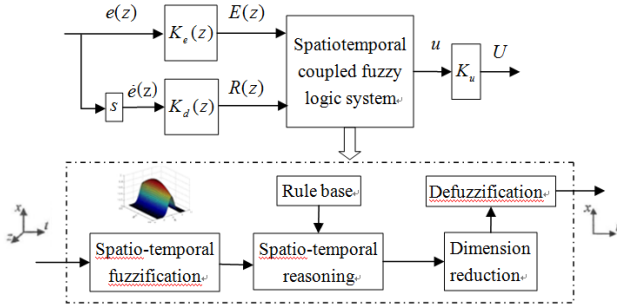 e(z) K_e(z) E(z)
Spatiotemporal
coupled fuzzy
logic system
u K_u U
s ė(z) K_d(z) R(z)
Rule base
Defuzzification
x z t
x t
Spatio-temporal
fuzzification
Spatio-temporal
reasoning
Dimension
reduction